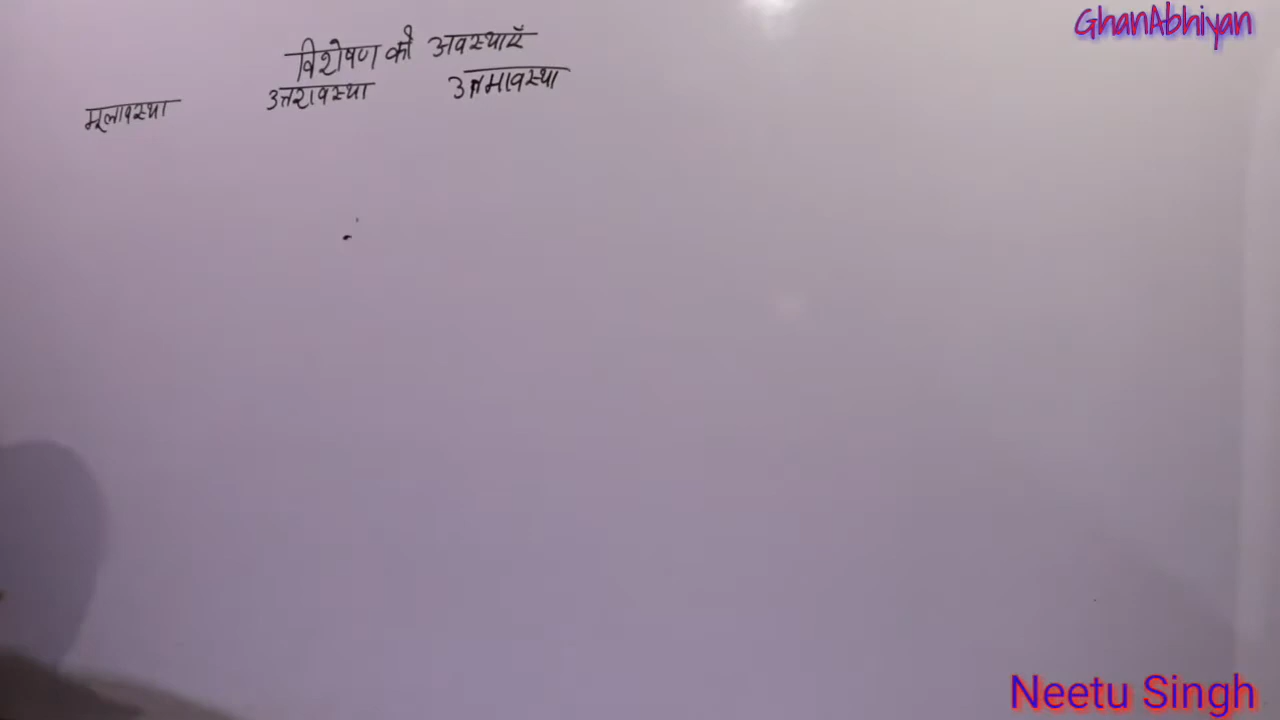 GhanAbhiyan
विशेषण की अवस्थाएँ
मूलावस्था उत्तरावस्था उत्तमावस्था
Neetu Singh